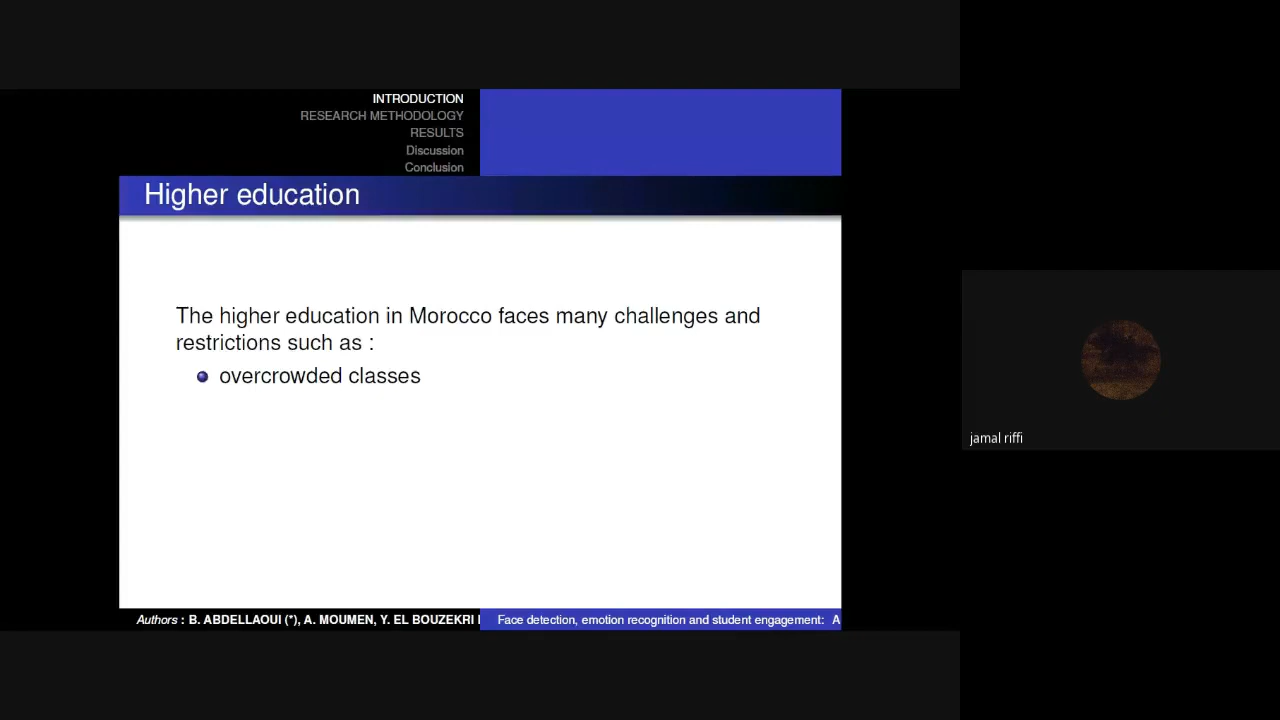 INTRODUCTION
RESEARCH METHODOLOGY
RESULTS
Discussion
Conclusion
Higher education
The higher education in Morocco faces many challenges and
restrictions such as :
overcrowded classes
jamal riffi
Authors : B. ABDELLAOUI (*), A. MOUMEN, Y. EL BOUZEKRI
Face detection, emotion recognition and student engagement: A